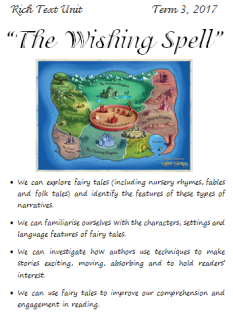 Rich Text Unit Term 3, 2017
“The Wishing Spell”
• We can explore fairy tales (including nursery rhymes, fables
and folk tales) and identify the features of these types of
narratives.
• We can familiarise ourselves with the characters, settings and
language features of fairy tales.
• We can investigate how authors use techniques to make
stories exciting, moving, absorbing and to hold readers'
interest.
• We can use fairy tales to improve our comprehension and
engagement in reading.